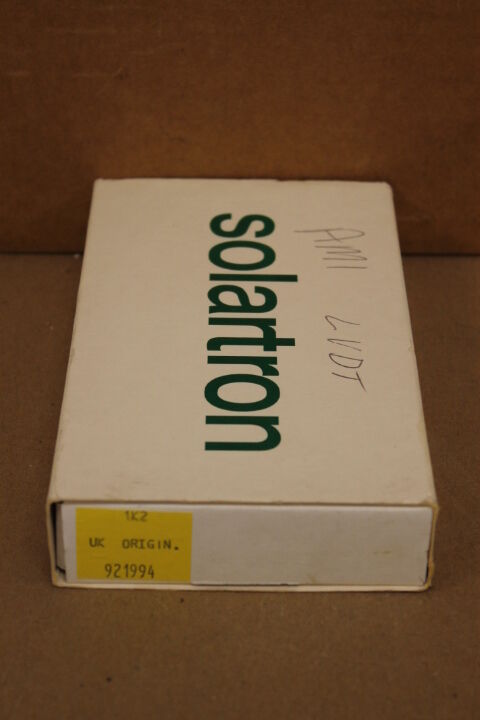 solartron
AMI LVDT
1K2
UK ORIGIN.
921994